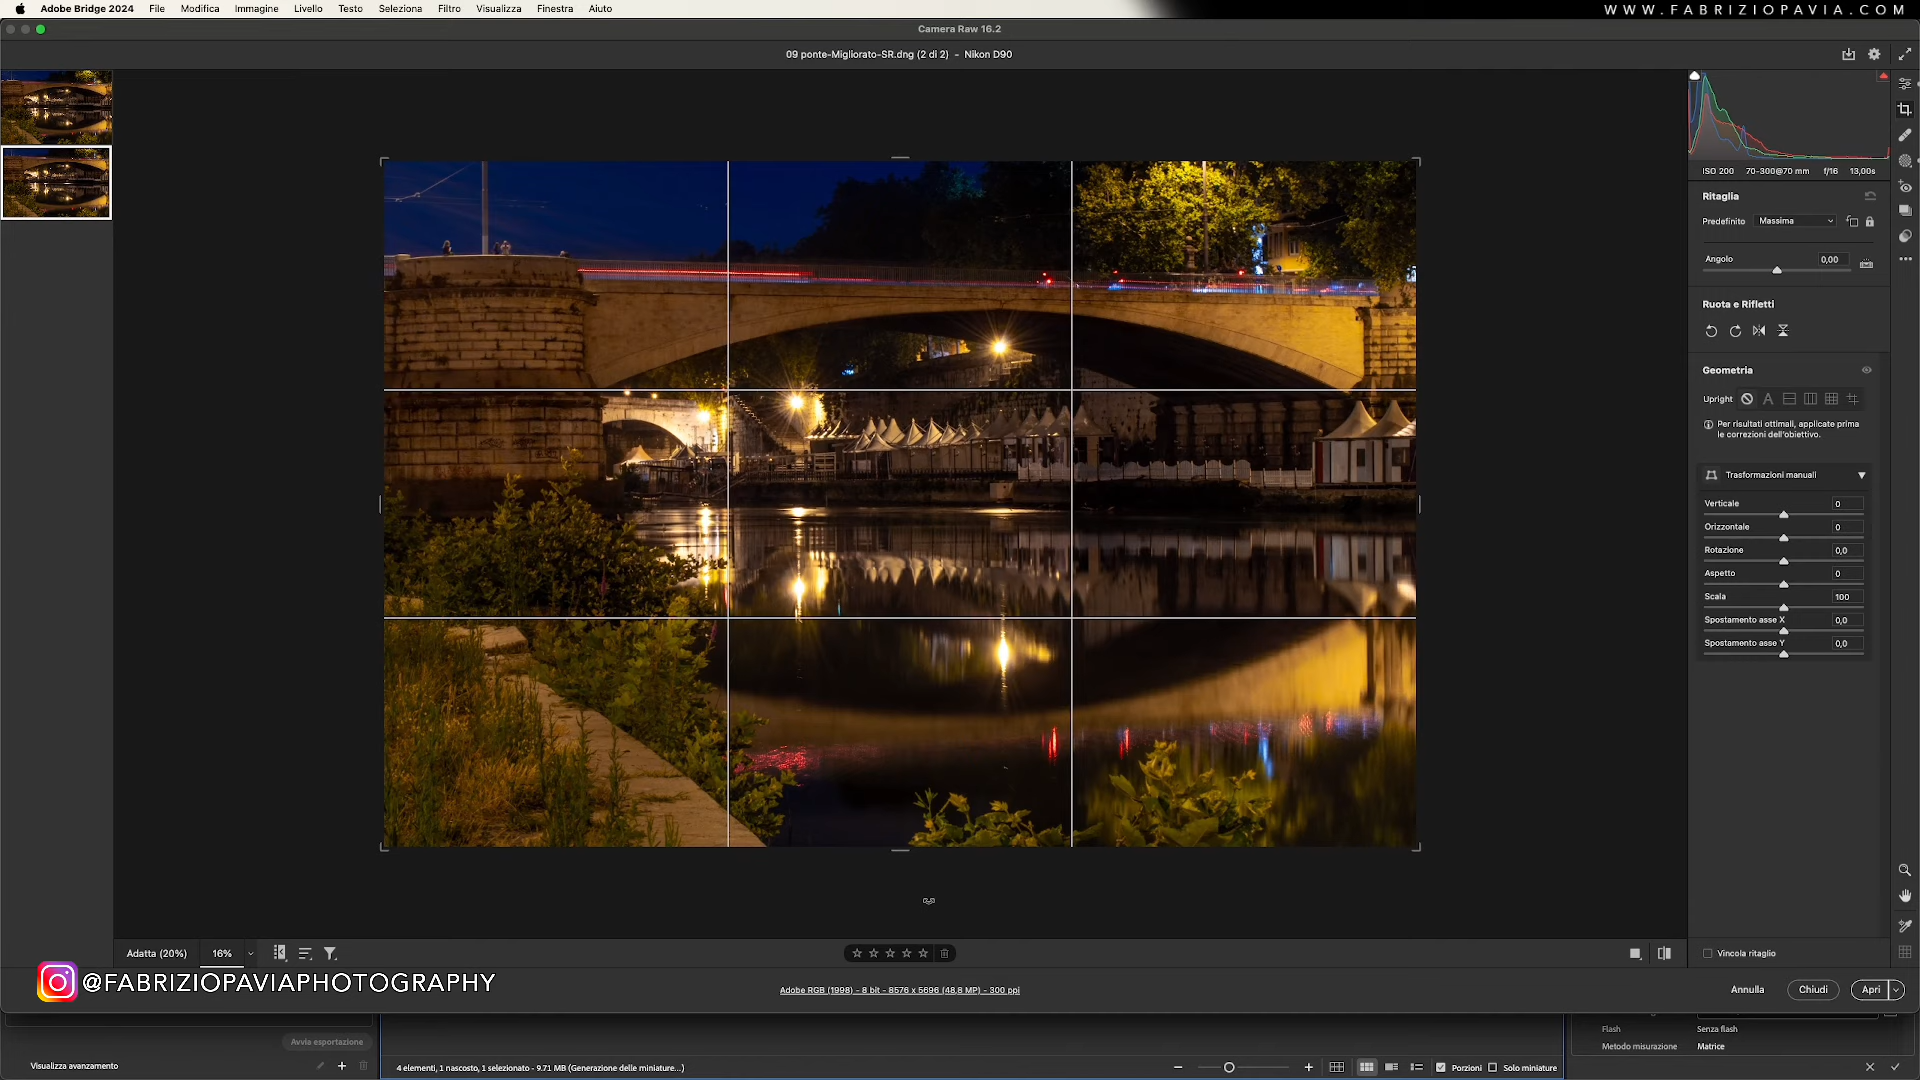 Adobe Bridge 2024 File Modifica Immagine Livello Testo Seleziona Filtro Visualizza Finestra Aiuto
WWW.FABRIZIOPAVIA.COM
Camera Raw 16.2
09 ponte-Migliorato-SR.dng (2 di 2) - Nikon D90
ISO 200 70-300@70 mm f/16 13,00s
Ritaglia
Predefinito Massima
Angolo 0,00
Ruota e Rifletti
Geometria
Upright
Per risultati ottimali, applicate prima
le correzioni dell'obiettivo.
Trasformazioni manuali
Verticale 0
Orizzontale 0
Rotazione 0,0
Aspetto 0
Scala 100
Spostamento asse X 0,0
Spostamento asse Y 0,0
Adatta (20%) 16%
Vincola ritaglio
@FABRIZIOPAVIAPHOTOGRAPHY
Adobe RGB (1998) - 8 bit - 8576 x 5696 (48,8 MP) - 300 ppi
Annulla Chiudi Apri
Flash Senza flash
Avvia esportazione
Metodo misurazione Matrice
Visualizza avanzamento
4 elementi, 1 nascosto, 1 selezionato - 9.71 MB (Generazione delle miniature...)
Porzioni Solo miniature